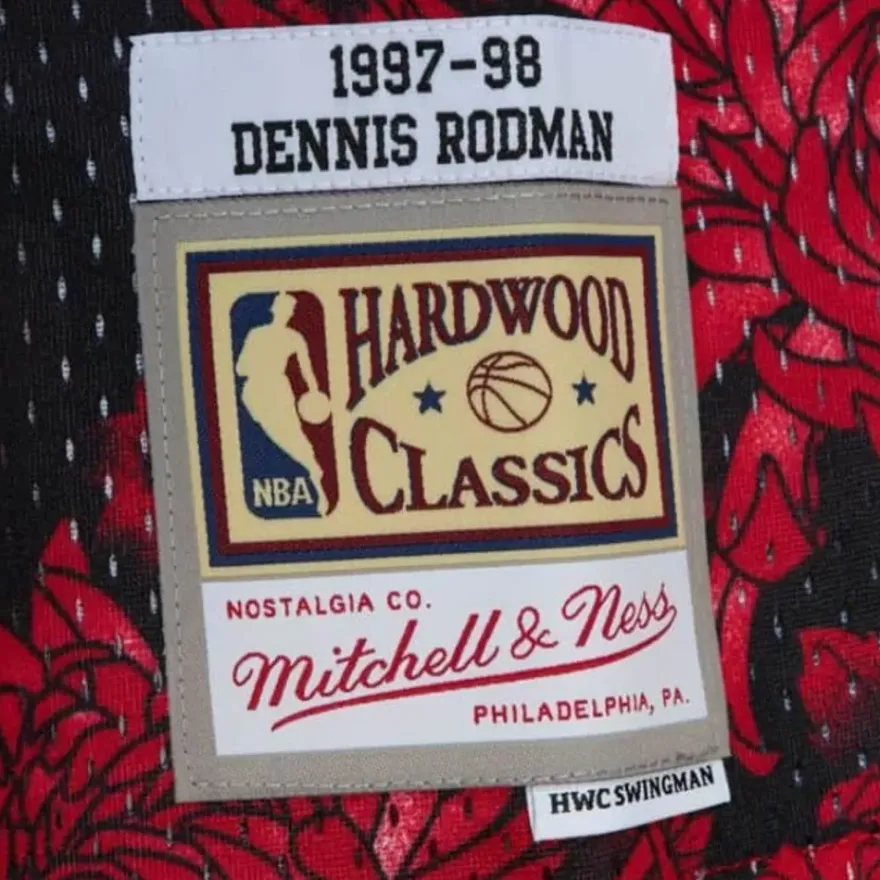 1997-98
DENNIS RODMAN
HARDWOOD
CLASSICS
NBA
NOSTALGIA CO.
Mitchell & Ness
PHILADELPHIA, PA.
HWC SWINGMAN